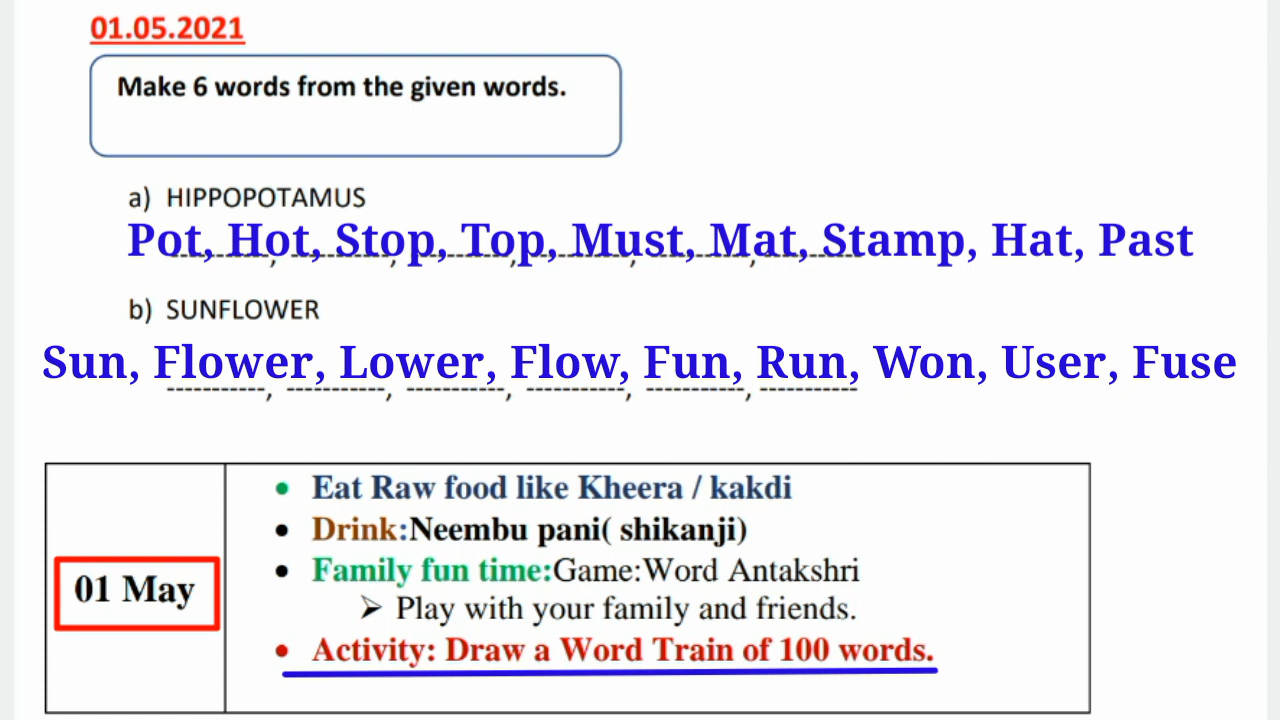 01.05.2021
Make 6 words from the given words.
a) HIPPOPOTAMUS
Pot, Hot, Stop, Top, Must, Mat, Stamp, Hat, Past
-----------, -----------, -----------, -----------, -----------, -----------
b) SUNFLOWER
Sun, Flower, Lower, Flow, Fun, Run, Won, User, Fuse
-----------, -----------, -----------, -----------, -----------, -----------
• Eat Raw food like Kheera / kakdi
• Drink:Neembu pani( shikanji)
01 May
• Family fun time:Game:Word Antakshri
➢ Play with your family and friends.
• Activity: Draw a Word Train of 100 words.